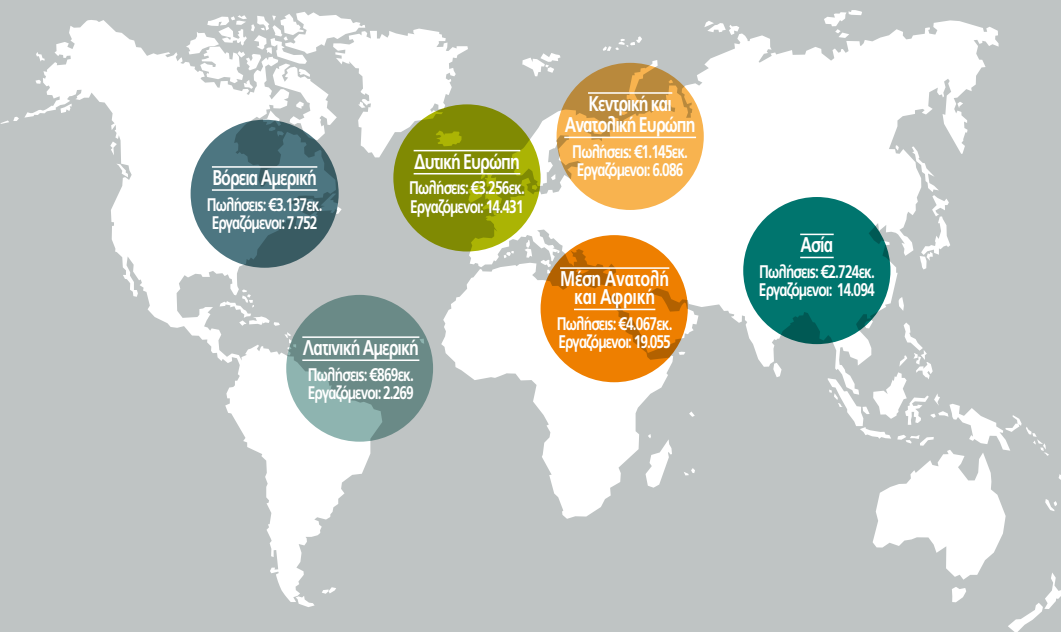 Κεντρική και
Ανατολική Ευρώπη
Πωλήσεις: €1.145εκ.
Εργαζόμενοι: 6.086
Βόρεια Αμερική
Πωλήσεις: €3.137εκ.
Εργαζόμενοι: 7.752
Δυτική Ευρώπη
Πωλήσεις: €3.256εκ.
Εργαζόμενοι: 14.431
Ασία
Πωλήσεις: €2.724εκ.
Εργαζόμενοι: 14.094
Μέση Ανατολή
και Αφρική
Πωλήσεις: €4.067εκ.
Εργαζόμενοι: 19.055
Λατινική Αμερική
Πωλήσεις: €869εκ.
Εργαζόμενοι: 2.269